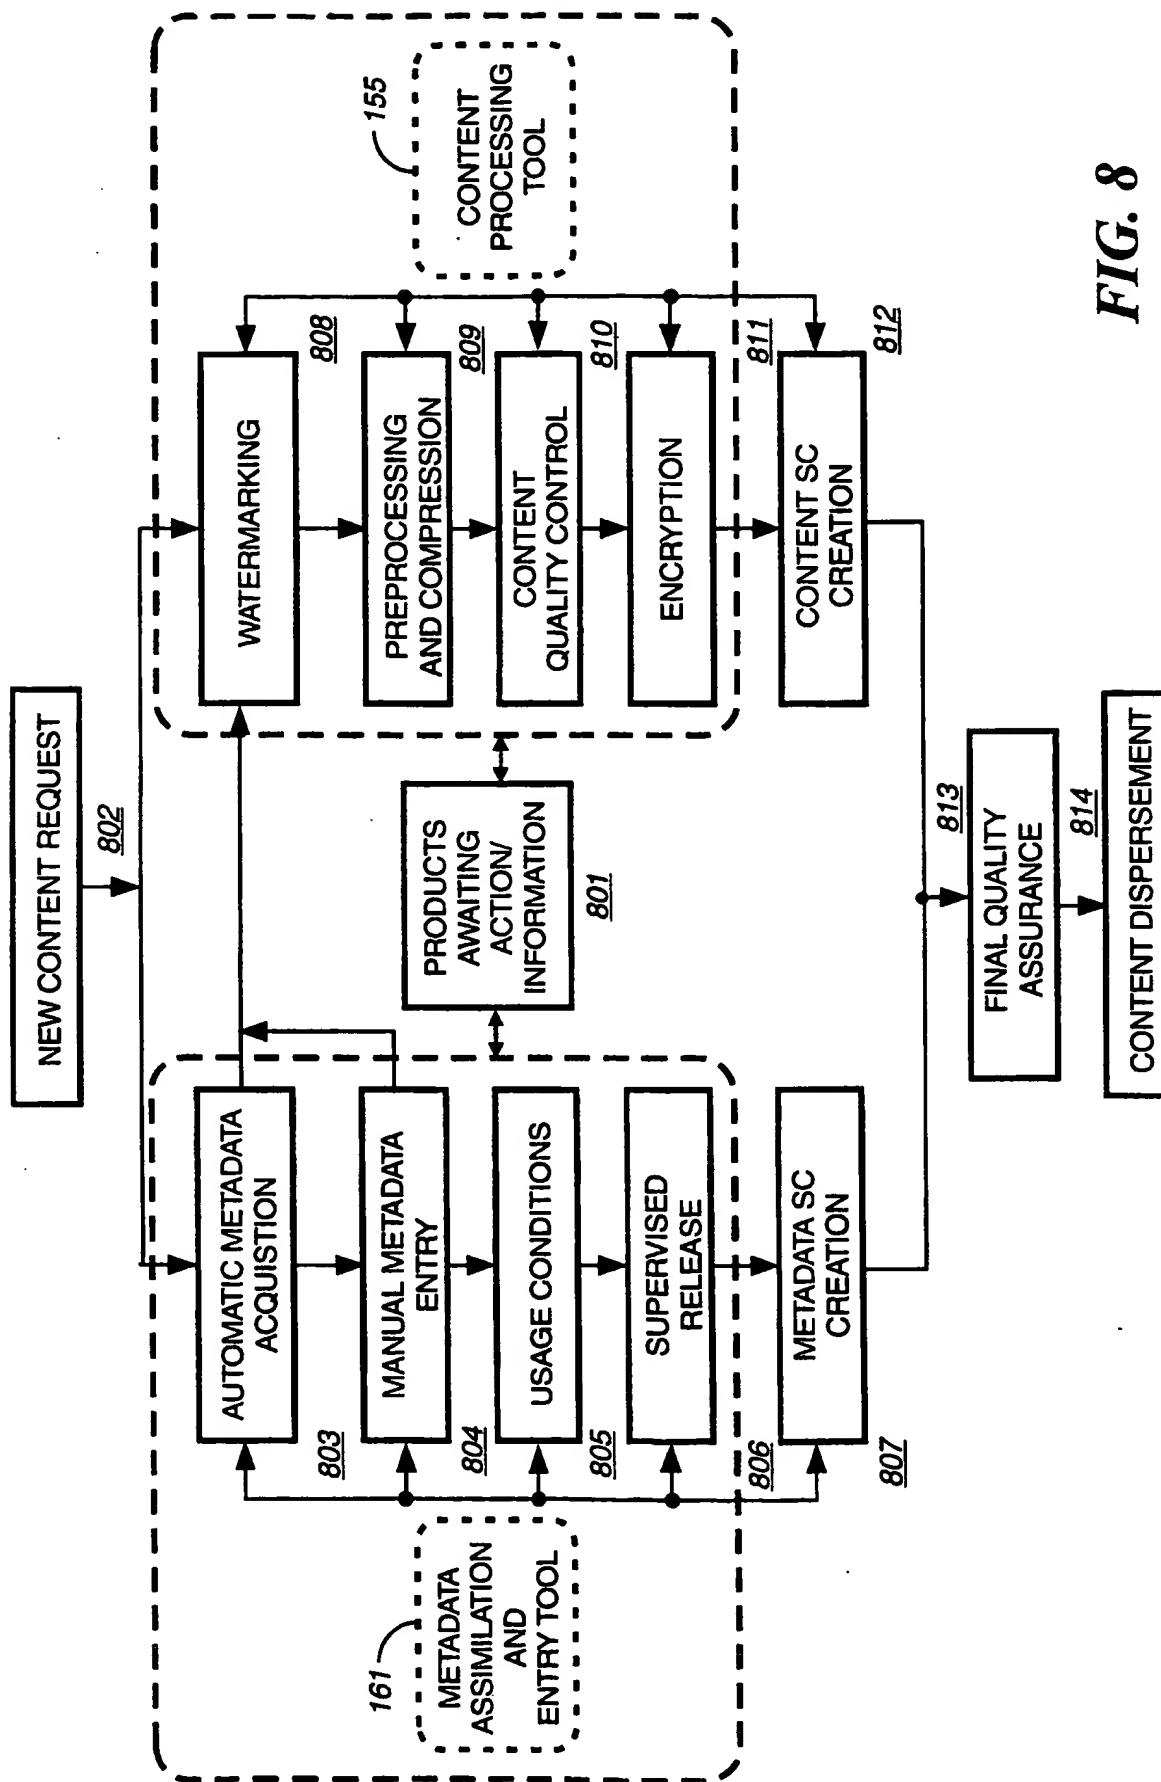 NEW CONTENT REQUEST
802
161
METADATA
ASSIMILATION
AND
ENTRY TOOL
AUTOMATIC METADATA
ACQUISTION
803
MANUAL METADATA
ENTRY
804
USAGE CONDITIONS
805
SUPERVISED
RELEASE
806
METADATA SC
CREATION
807
PRODUCTS
AWAITING
ACTION/
INFORMATION
801
155
CONTENT
PROCESSING
TOOL
WATERMARKING
808
PREPROCESSING
AND COMPRESSION
809
CONTENT
QUALITY CONTROL
810
ENCRYPTION
811
CONTENT SC
CREATION
812
813
FINAL QUALITY
ASSURANCE
814
CONTENT DISPERSEMENT
FIG. 8